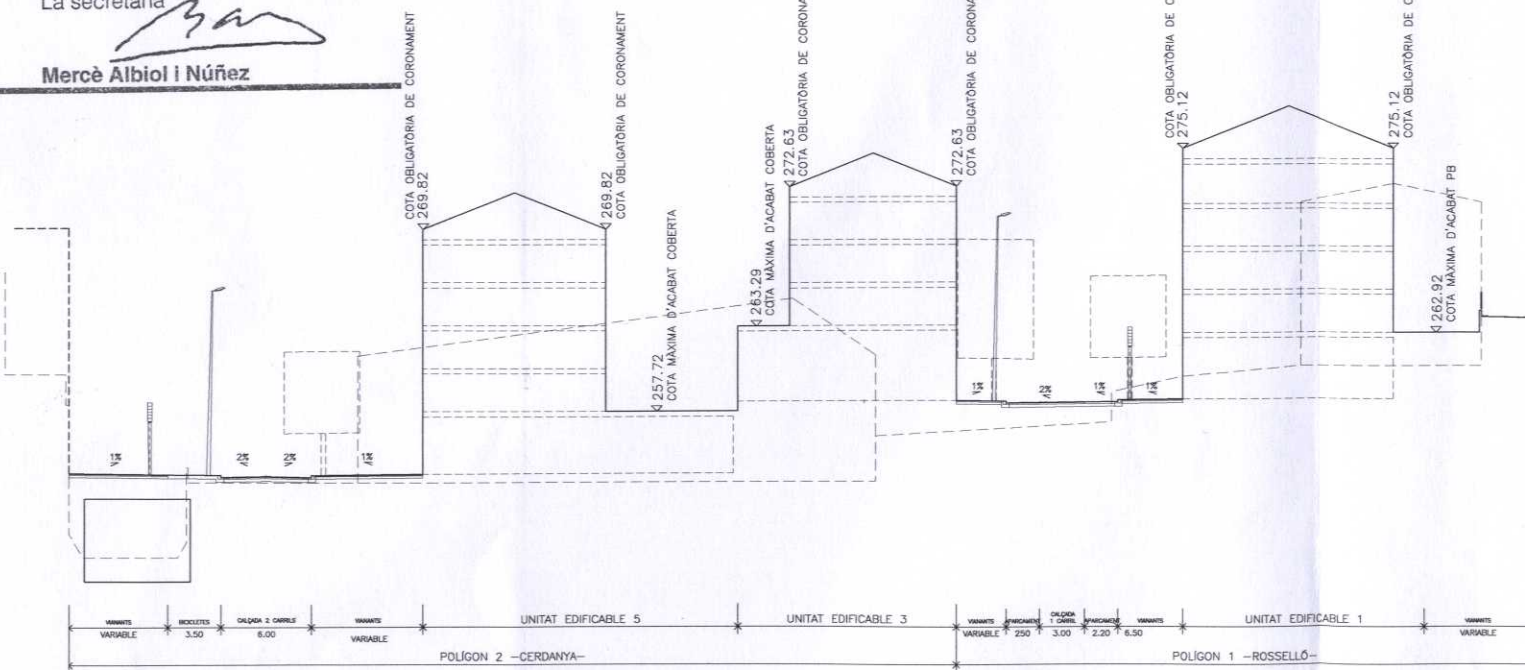 La secretària
Mercè Albiol i Núñez
COTA OBLIGATÒRIA DE CORONAMENT
269.82
269.82
COTA OBLIGATÒRIA DE CORONAMENT
257.72
COTA MÀXIMA D'ACABAT COBERTA
263.29
COTA MÀXIMA D'ACABAT COBERTA
272.63
COTA OBLIGATÒRIA DE CORONA
272.63
COTA OBLIGATÒRIA DE CORONA
COTA OBLIGATÒRIA DE C
275.12
275.12
COTA OBLIGATÒRIA DE C
262.92
COTA MÀXIMA D'ACABAT PB
1% 2% 2% 1%
1% 2% 1% 1%
VIANANTS BICICLETES CALÇADA 2 CARRILS VIANANTS UNITAT EDIFICABLE 5 UNITAT EDIFICABLE 3 VIANANTS APARCAMENT CALÇADA 1 CARRIL APARCAMENT VIANANTS UNITAT EDIFICABLE 1 VIANANTS
VARIABLE 3.50 6.00 VARIABLE VARIABLE 250 3.00 2.20 6.50 VARIABLE
POLÍGON 2 -CERDANYA- POLÍGON 1 -ROSSELLÓ-